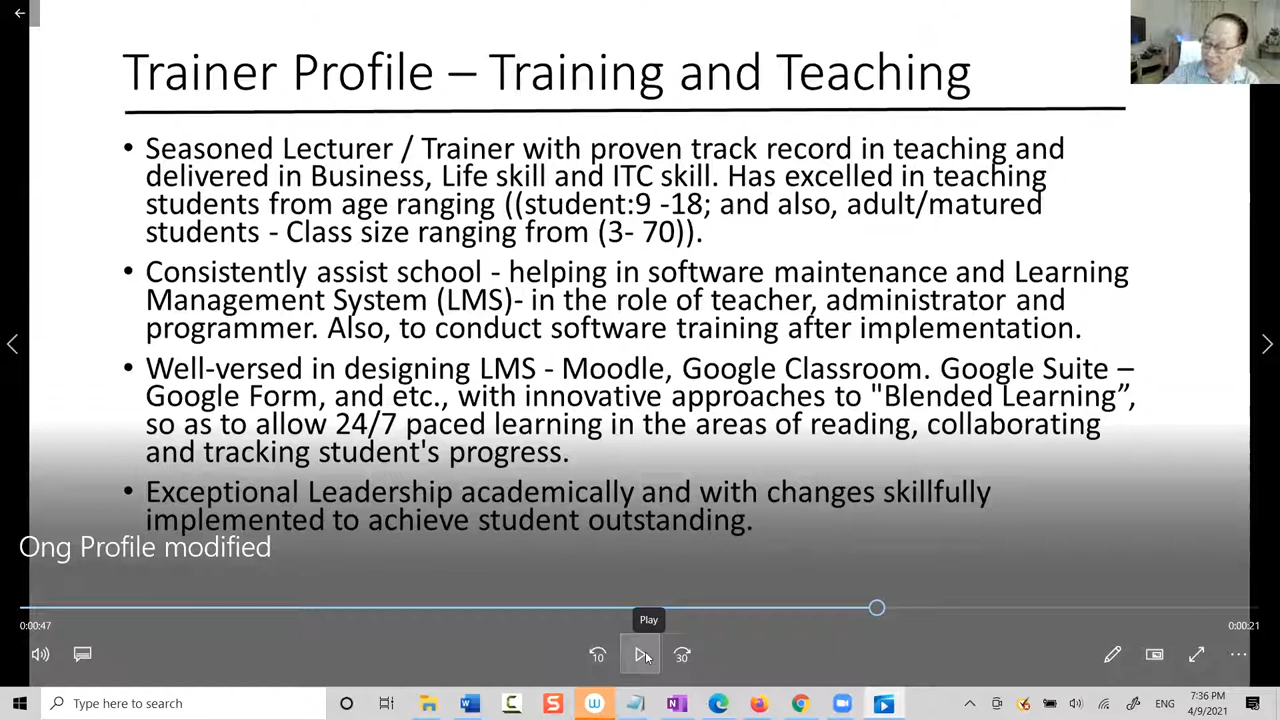 Trainer Profile – Training and Teaching
• Seasoned Lecturer / Trainer with proven track record in teaching and
delivered in Business, Life skill and ITC skill. Has excelled in teaching
students from age ranging ((student:9 -18; and also, adult/matured
students - Class size ranging from (3- 70)).
• Consistently assist school - helping in software maintenance and Learning
Management System (LMS)- in the role of teacher, administrator and
programmer. Also, to conduct software training after implementation.
• Well-versed in designing LMS - Moodle, Google Classroom. Google Suite –
Google Form, and etc., with innovative approaches to "Blended Learning”,
so as to allow 24/7 paced learning in the areas of reading, collaborating
and tracking student's progress.
• Exceptional Leadership academically and with changes skillfully
implemented to achieve student outstanding.
Ong Profile modified
Play
0:00:47
0:00:21
10
30
Type here to search
ENG
7:36 PM
4/9/2021